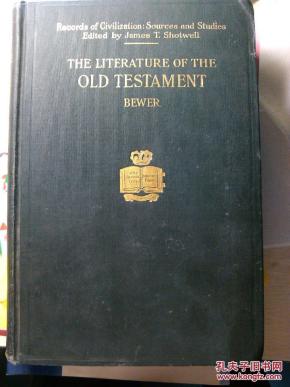 Records of Civilization: Sources and Studies
Edited by James T. Shotwell.
THE LITERATURE OF THE
OLD TESTAMENT
BEWER
孔夫子旧书网